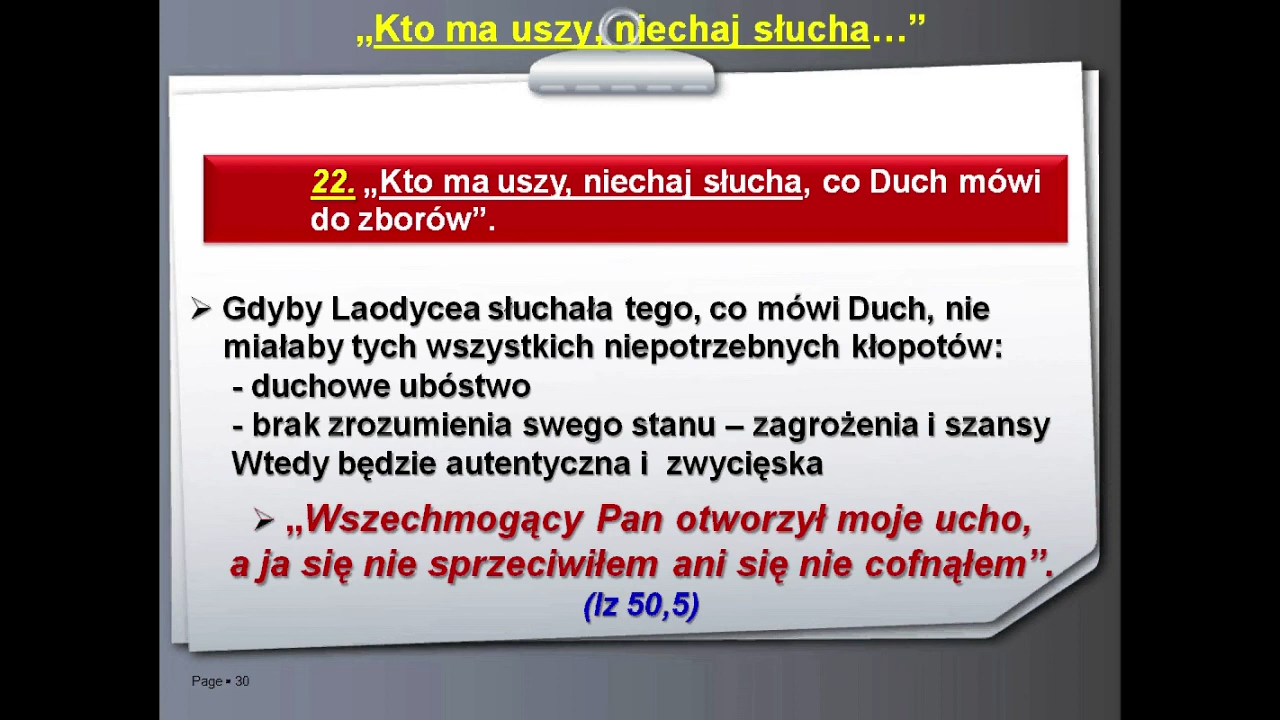 „Kto ma uszy, niechaj słucha…”
22. „Kto ma uszy, niechaj słucha, co Duch mówi
do zborów”.
Gdyby Laodycea słuchała tego, co mówi Duch, nie
miałaby tych wszystkich niepotrzebnych kłopotów:
- duchowe ubóstwo
- brak zrozumienia swego stanu – zagrożenia i szansy
Wtedy będzie autentyczna i zwycięska
„Wszechmogący Pan otworzył moje ucho,
a ja się nie sprzeciwiłem ani się nie cofnąłem”.
(Iz 50,5)
Page ▪ 30